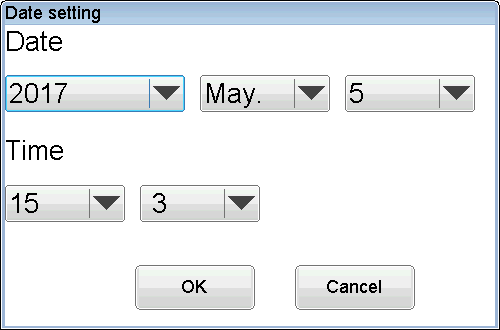 Date setting
Date
2017 May. 5
Time
15 3
OK Cancel